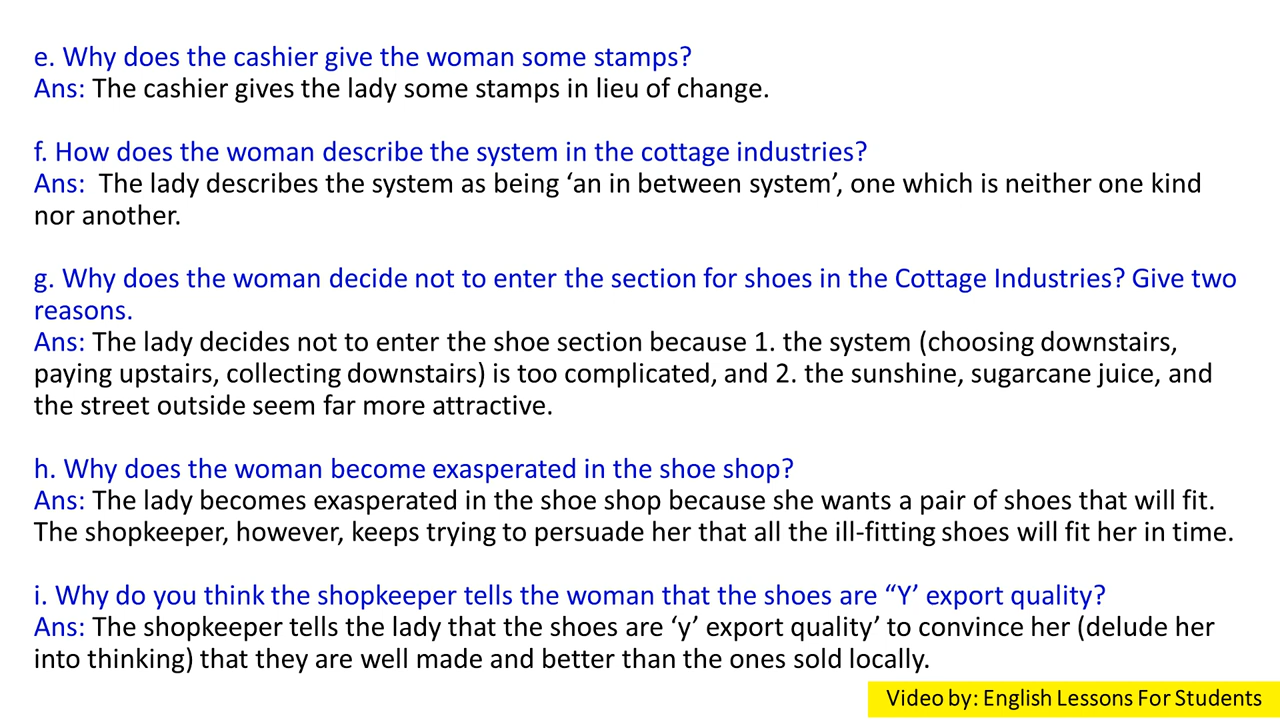 e. Why does the cashier give the woman some stamps?
Ans: The cashier gives the lady some stamps in lieu of change.
f. How does the woman describe the system in the cottage industries?
Ans:  The lady describes the system as being ‘an in between system’, one which is neither one kind
nor another.
g. Why does the woman decide not to enter the section for shoes in the Cottage Industries? Give two
reasons.
Ans: The lady decides not to enter the shoe section because 1. the system (choosing downstairs,
paying upstairs, collecting downstairs) is too complicated, and 2. the sunshine, sugarcane juice, and
the street outside seem far more attractive.
h. Why does the woman become exasperated in the shoe shop?
Ans: The lady becomes exasperated in the shoe shop because she wants a pair of shoes that will fit.
The shopkeeper, however, keeps trying to persuade her that all the ill-fitting shoes will fit her in time.
i. Why do you think the shopkeeper tells the woman that the shoes are “Y’ export quality?
Ans: The shopkeeper tells the lady that the shoes are ‘y’ export quality’ to convince her (delude her
into thinking) that they are well made and better than the ones sold locally.
Video by: English Lessons For Students